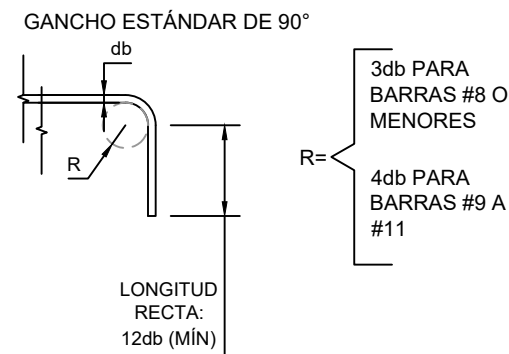 GANCHO ESTÁNDAR DE 90°
db
R
LONGITUD
RECTA:
12db (MÍN)
R=
3db PARA
BARRAS #8 O
MENORES
4db PARA
BARRAS #9 A
#11